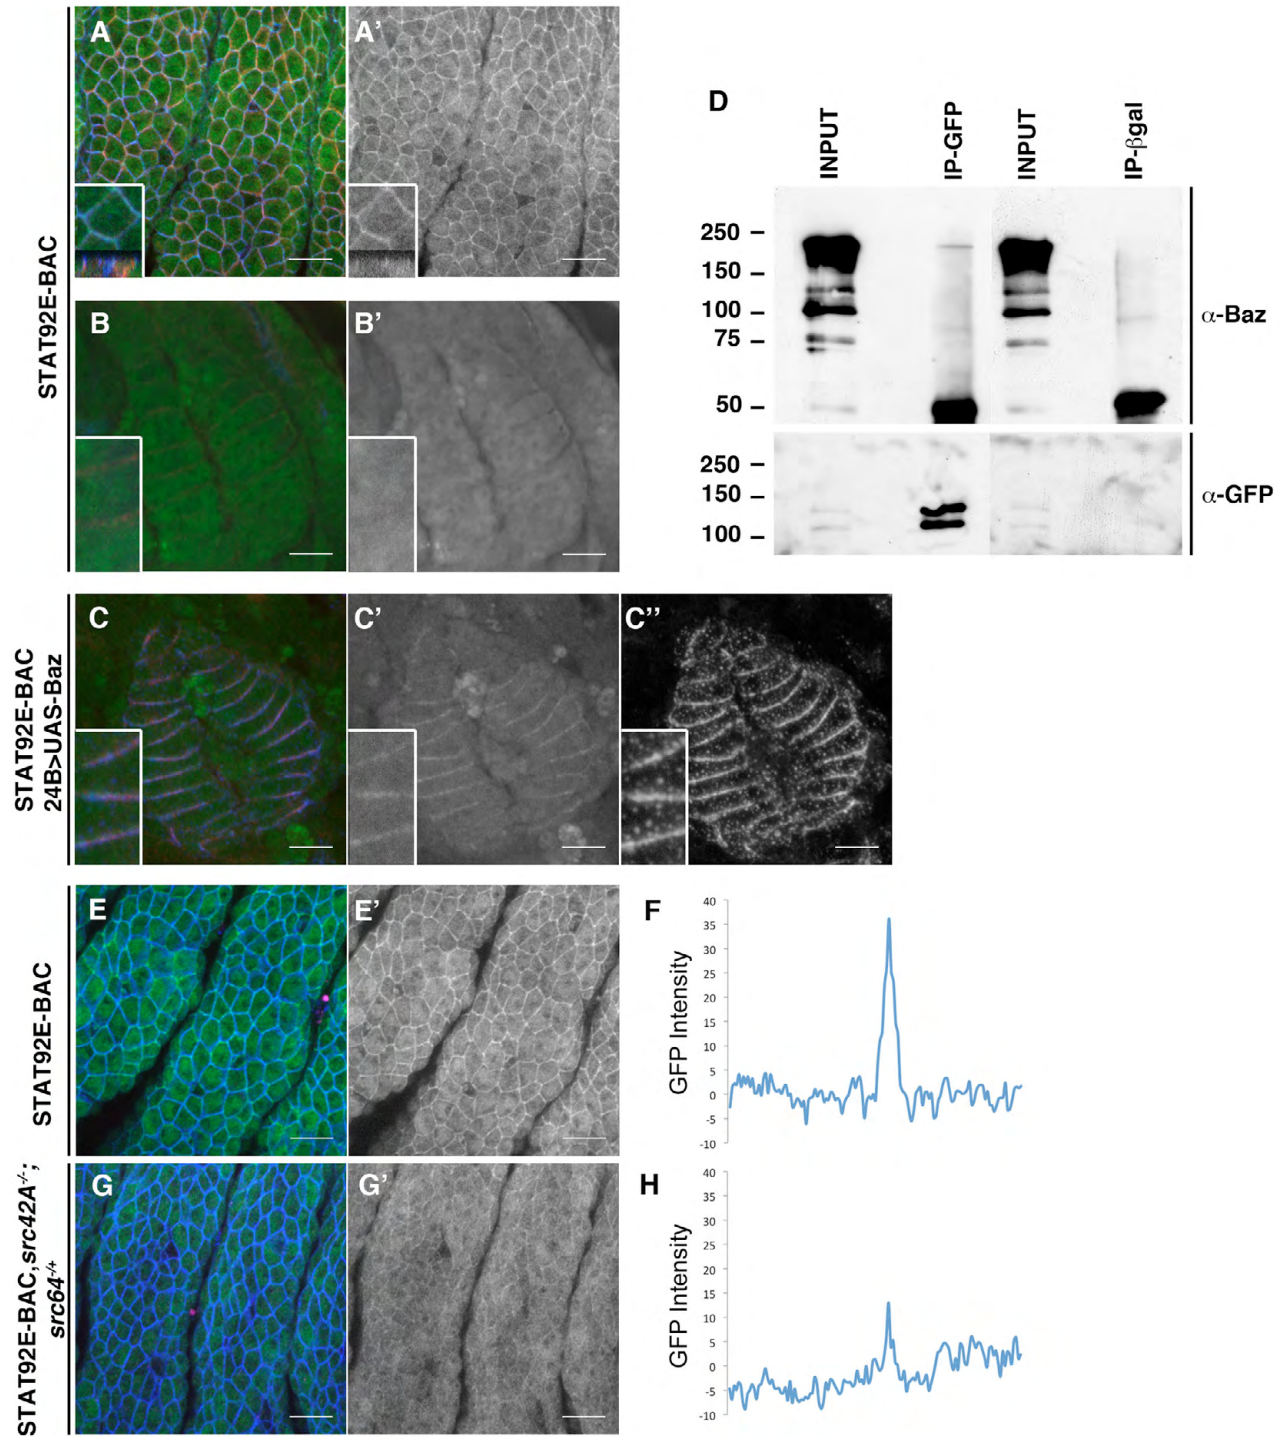 STAT92E-BAC
A
A’
B
B’
D
INPUT
IP-GFP
INPUT
IP-βgal
250
150
100
75
50
α-Baz
250
150
100
α-GFP
STAT92E-BAC
24B>UAS-Baz
C
C’
C’’
STAT92E-BAC
E
E’
F
GFP Intensity
40
35
30
25
20
15
10
5
0
-5
-10
STAT92E-BAC,src42A-/-;
src64-/+
G
G’
H
GFP Intensity
40
35
30
25
20
15
10
5
0
-5
-10